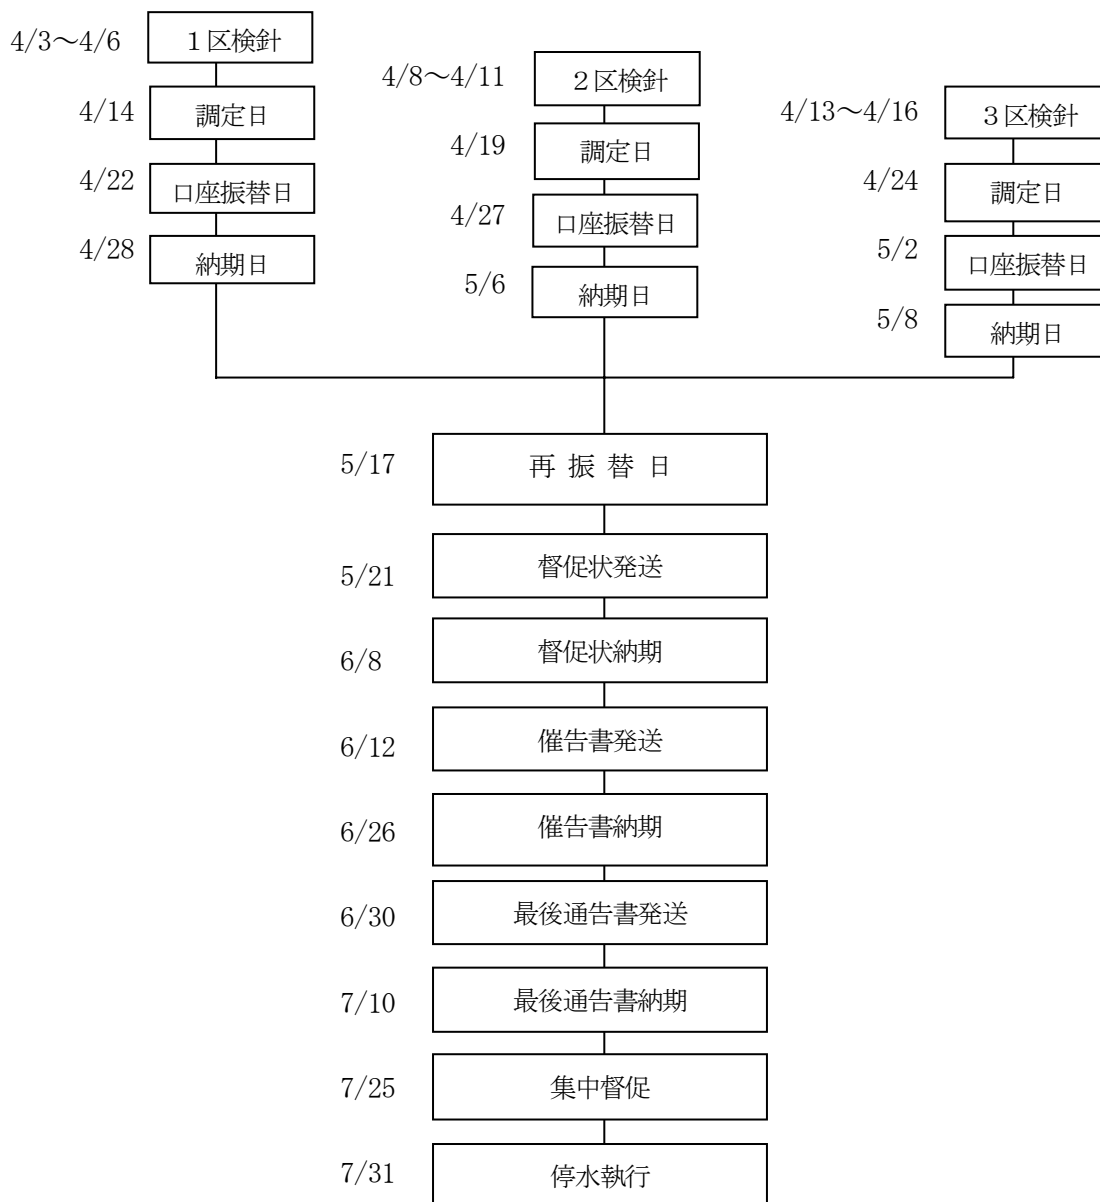 4/3～4/6 １区検針
4/14 調定日
4/22 口座振替日
4/28 納期日
4/8～4/11 ２区検針
4/19 調定日
4/27 口座振替日
5/6 納期日
4/13～4/16 ３区検針
4/24 調定日
5/2 口座振替日
5/8 納期日
5/17 再 振 替 日
5/21 督促状発送
6/8 督促状納期
6/12 催告書発送
6/26 催告書納期
6/30 最後通告書発送
7/10 最後通告書納期
7/25 集中督促
7/31 停水執行